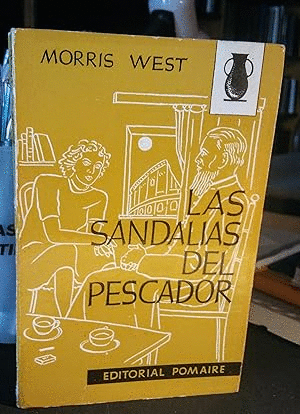 MORRIS WEST
LAS
SANDALIAS
DEL
PESCADOR
EDITORIAL POMAIRE